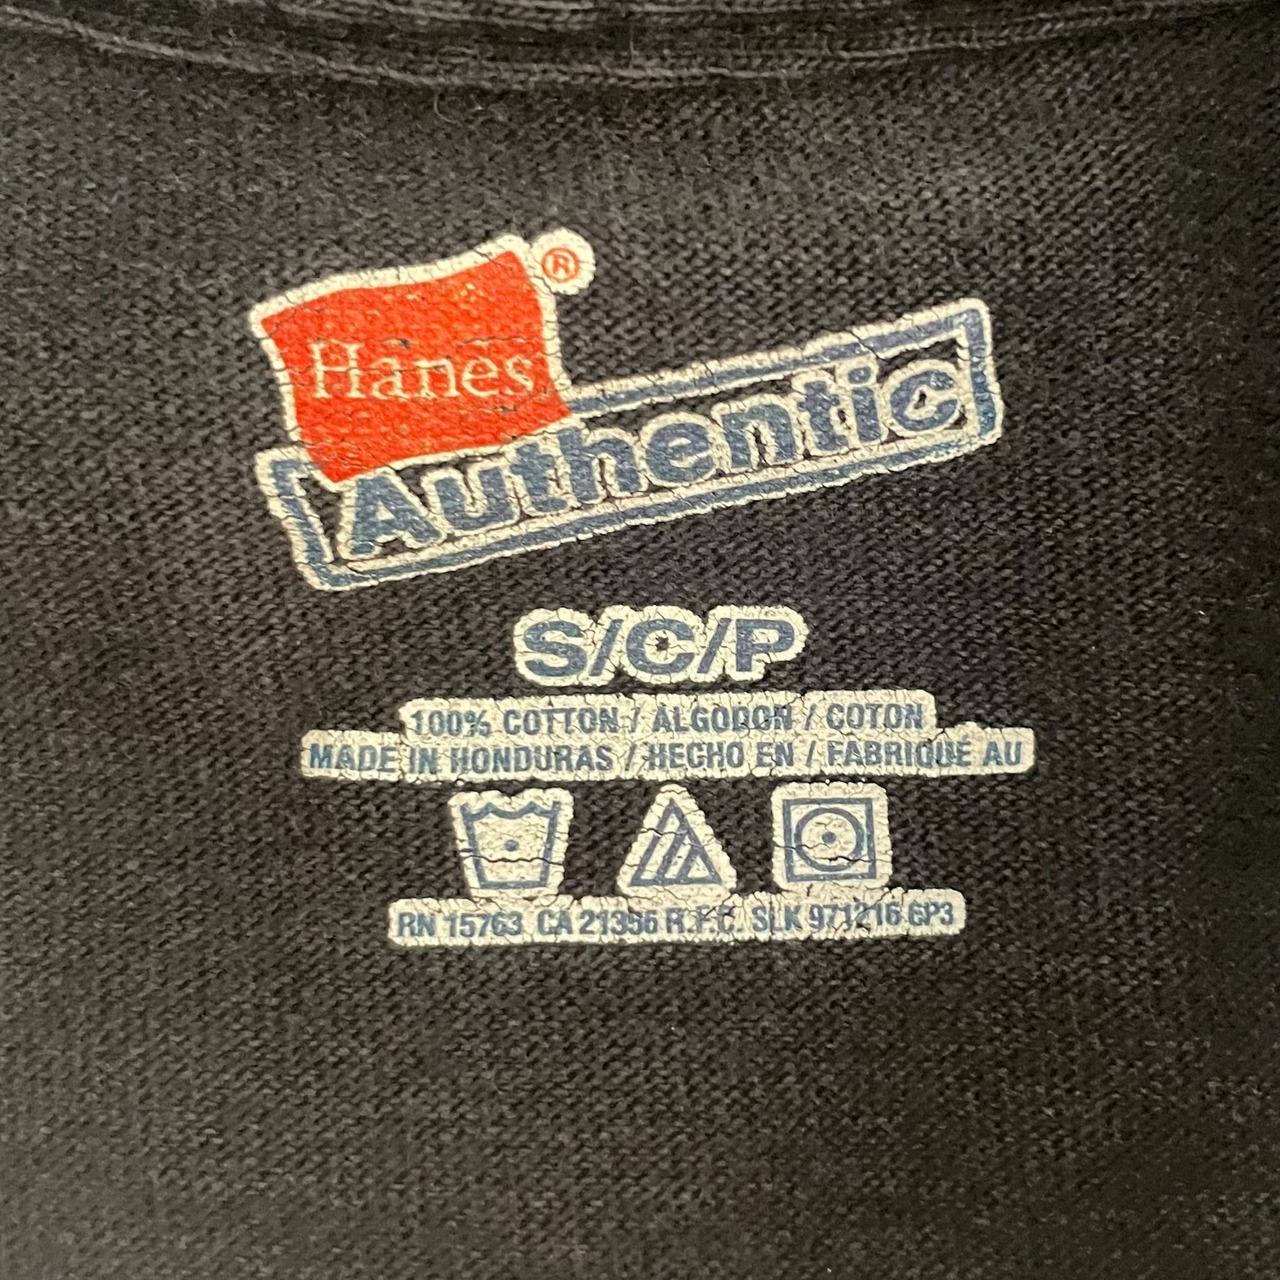 Hanes®
Authentic
S/C/P
100% COTTON / ALGODON / COTON
MADE IN HONDURAS / HECHO EN / FABRIQUÉ AU
RN 15763 CA 21356 R.F.C. SLK 971216 6P3